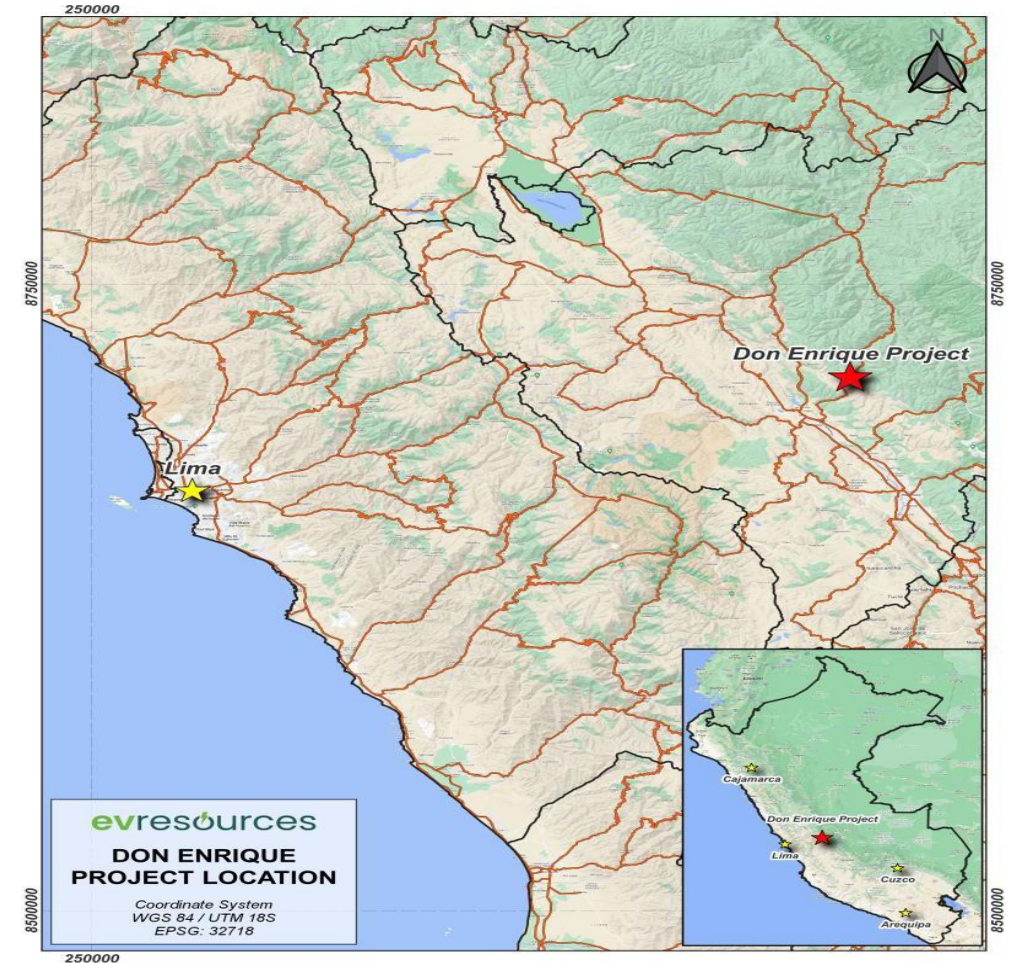 250000
N
8750000
8750000
Don Enrique Project
Lima
evresources
DON ENRIQUE
PROJECT LOCATION
Coordinate System
WGS 84 / UTM 18S
EPSG: 32718
Cajamarca
Don Enrique Project
Lima
Cuzco
Arequipa
8500000
8500000
250000